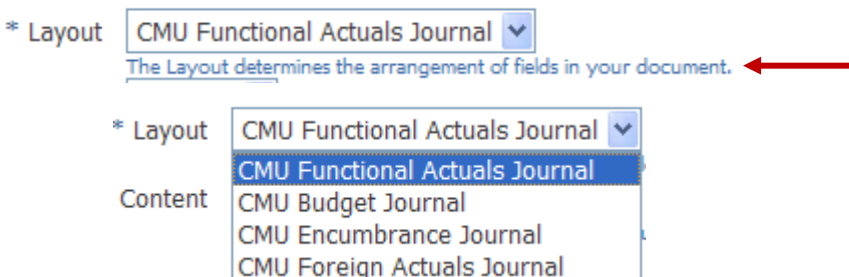 * Layout CMU Functional Actuals Journal
The Layout determines the arrangement of fields in your document.
* Layout CMU Functional Actuals Journal
CMU Functional Actuals Journal
Content CMU Budget Journal
CMU Encumbrance Journal
CMU Foreign Actuals Journal